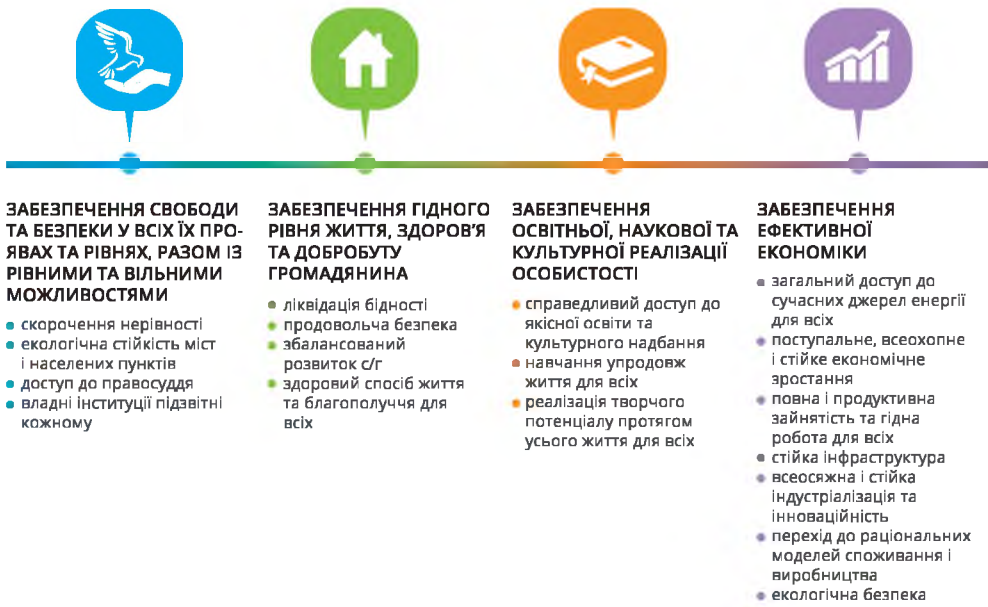 ЗАБЕЗПЕЧЕННЯ СВОБОДИ
ТА БЕЗПЕКИ У ВСІХ ЇХ ПРО-
ЯВАХ ТА РІВНЯХ, РАЗОМ ІЗ
РІВНИМИ ТА ВІЛЬНИМИ
МОЖЛИВОСТЯМИ
скорочення нерівності
екологічна стійкість міст
і населених пунктів
доступ до правосуддя
владні інституції підзвітні
кожному
ЗАБЕЗПЕЧЕННЯ ГІДНОГО
РІВНЯ ЖИТТЯ, ЗДОРОВ'Я
ТА ДОБРОБУТУ
ГРОМАДЯНИНА
ліквідація бідності
продовольча безпека
збалансований
розвиток с/г
здоровий спосіб життя
та благополуччя для
всіх
ЗАБЕЗПЕЧЕННЯ
ОСВІТНЬОЇ, НАУКОВОЇ ТА
КУЛЬТУРНОЇ РЕАЛІЗАЦІЇ
ОСОБИСТОСТІ
справедливий доступ до
якісної освіти та
культурного надбання
навчання упродовж
життя для всіх
реалізація творчого
потенціалу протягом
усього життя для всіх
ЗАБЕЗПЕЧЕННЯ
ЕФЕКТИВНОЇ
ЕКОНОМІКИ
загальний доступ до
сучасних джерел енергії
для всіх
поступальне, всеохопне
і стійке економічне
зростання
повна і продуктивна
зайнятість та гідна
робота для всіх
стійка інфраструктура
всеосяжна і стійка
індустріалізація та
інноваційність
перехід до раціональних
моделей споживання і
виробництва
екологічна безпека